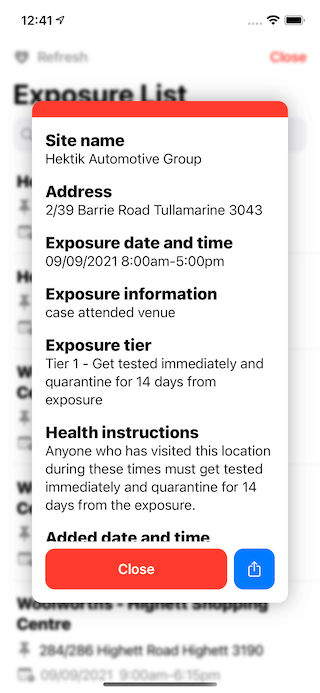 12:41
Refresh
Close
Exposure List
Site name
Hektik Automotive Group
Address
2/39 Barrie Road Tullamarine 3043
Exposure date and time
09/09/2021 8:00am-5:00pm
Exposure information
case attended venue
Exposure tier
Tier 1 - Get tested immediately and
quarantine for 14 days from
exposure
Health instructions
Anyone who has visited this location
during these times must get tested
immediately and quarantine for 14
days from the exposure.
Added date and time
Close
Woolworths - Highett Shopping
Centre
284/286 Highett Road Highett 3190
09/09/2021 9:00am-6:15pm